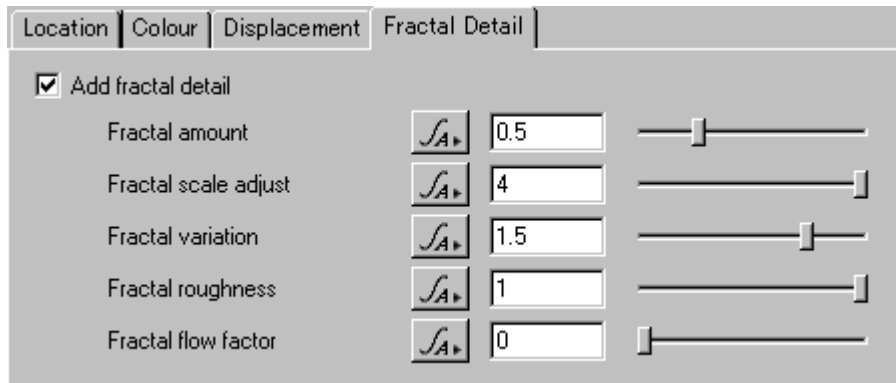 Location Colour Displacement Fractal Detail
Add fractal detail
Fractal amount 0.5
Fractal scale adjust 4
Fractal variation 1.5
Fractal roughness 1
Fractal flow factor 0